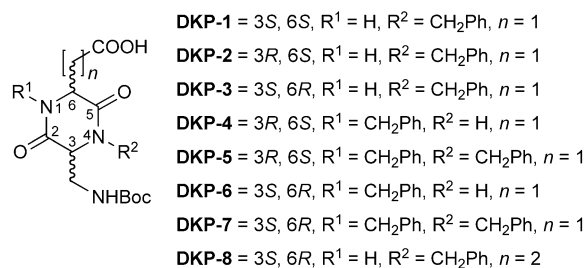 COOH
n
R¹
6
O
N 1
5
2
4 N
3
O
R²
NHBoc
DKP-1 = 3S, 6S, R¹ = H, R² = CH₂Ph, n = 1
DKP-2 = 3R, 6S, R¹ = H, R² = CH₂Ph, n = 1
DKP-3 = 3S, 6R, R¹ = H, R² = CH₂Ph, n = 1
DKP-4 = 3R, 6S, R¹ = CH₂Ph, R² = H, n = 1
DKP-5 = 3R, 6S, R¹ = CH₂Ph, R² = CH₂Ph, n = 1
DKP-6 = 3S, 6R, R¹ = CH₂Ph, R² = H, n = 1
DKP-7 = 3S, 6R, R¹ = CH₂Ph, R² = CH₂Ph, n = 1
DKP-8 = 3S, 6R, R¹ = H, R² = CH₂Ph, n = 2